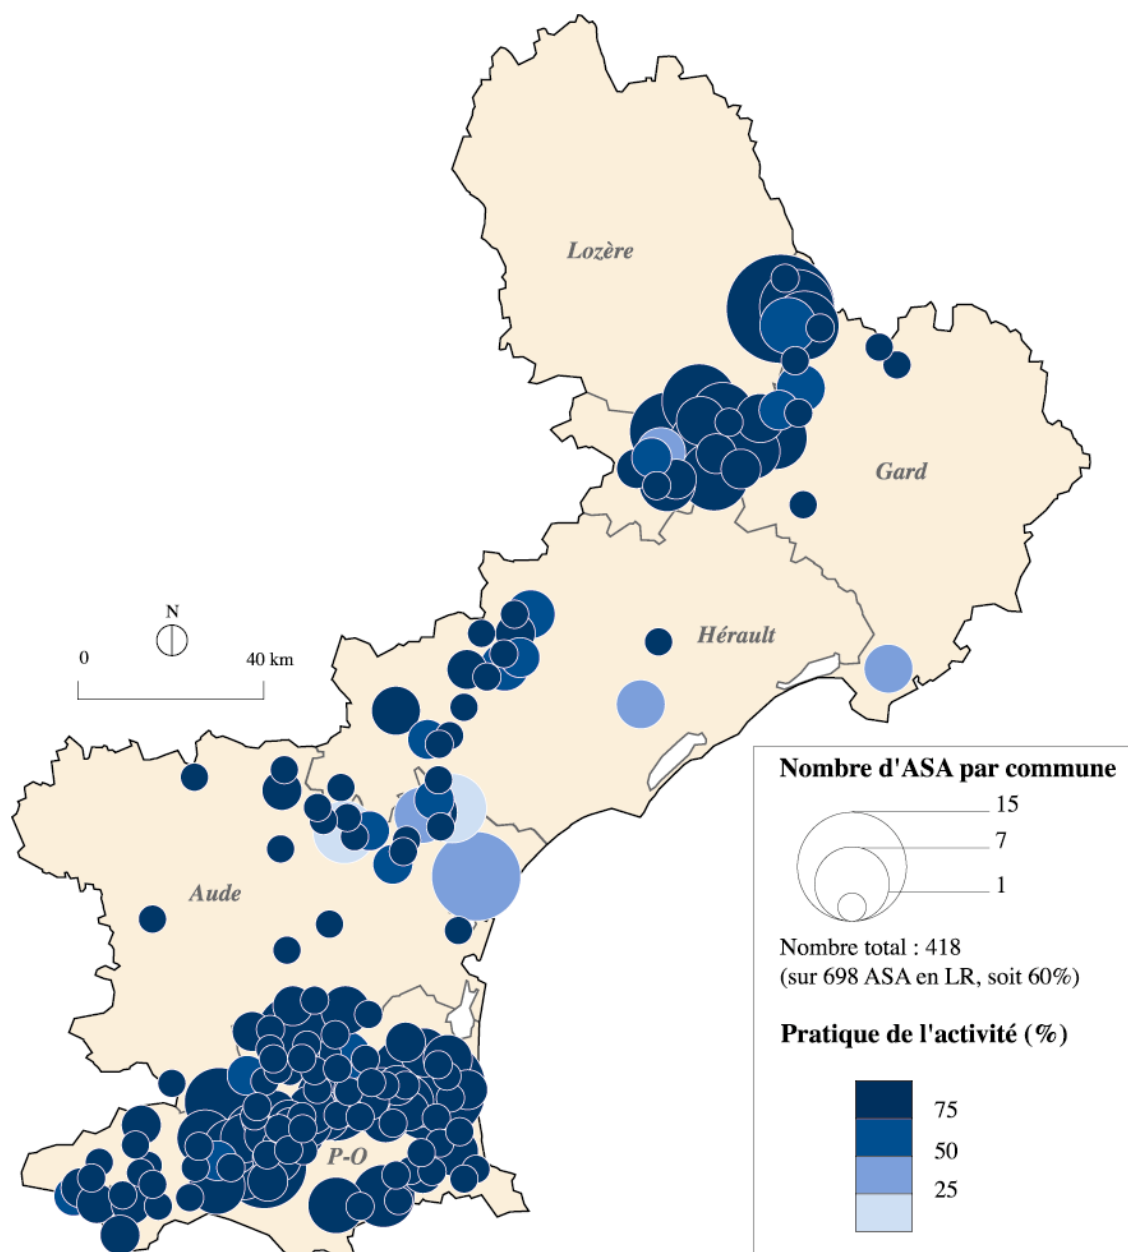 Lozère
Gard
N
Hérault
0 40 km
Nombre d'ASA par commune
15
7
1
Aude
Nombre total : 418
(sur 698 ASA en LR, soit 60%)
Pratique de l'activité (%)
75
50
P-O
25